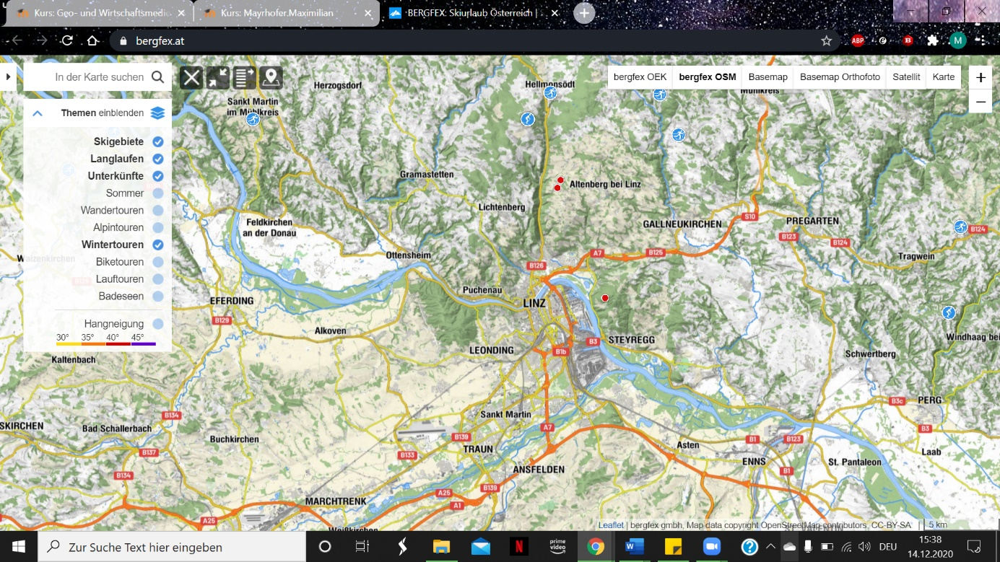 Kurs: Geo- und Wirtschaftsmedic
Kurs: Mayrhofer.Maximilian
BERGFEX: Skiurlaub Österreich |
bergfex.at
ABP
M
In der Karte suchen
bergfex OEK
bergfex OSM
Basemap
Basemap Orthofoto
Satellit
Karte
+
−
Themen einblenden
Skigebiete
Langlaufen
Unterkünfte
Sommer
Wandertouren
Alpintouren
Wintertouren
Biketouren
Lauftouren
Badeseen
Hangneigung
30° 35° 40° 45°
Herzogsdorf
Hellmonsödt
Sankt Martin
im Mühlkreis
Gramastetten
Altenberg bei Linz
Lichtenberg
Feldkirchen
an der Donau
GALLNEUKIRCHEN
S10
PREGARTEN
B123
B124
B124
Tragwein
A7
B125
Ottensheim
B126
Puchenau
LINZ
EFERDING
B129
Alkoven
B3
STEYREGG
LEONDING
B1b
Windhaag bei
Schwertberg
Kaltenbach
B3c
PERG
Sankt Martin
B134
SKIRCHEN
Bad Schallerbach
Buchkirchen
B139
A7
B3
B137
B133
TRAUN
Asten
B1
B123
Laab
ENNS
St. Pantaleon
B134
ANSFELDEN
B1
B139
A25
A1
MARCHTRENK
A25
Leaflet | bergfex gmbh, Map data copyright OpenStreetMap contributors, CC-BY-SA
5 km
Zur Suche Text hier eingeben
N
prime
video
DEU
15:38
14.12.2020